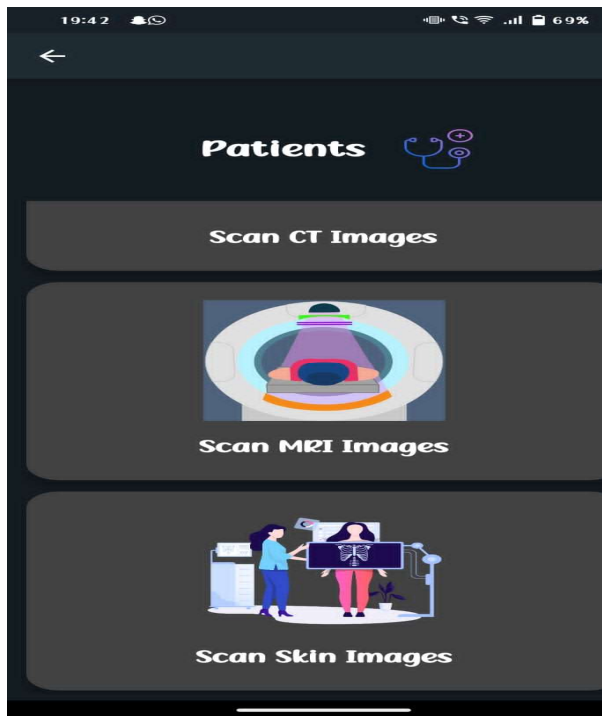 19:42 69%
Patients
Scan CT Images
Scan MRI Images
Scan Skin Images